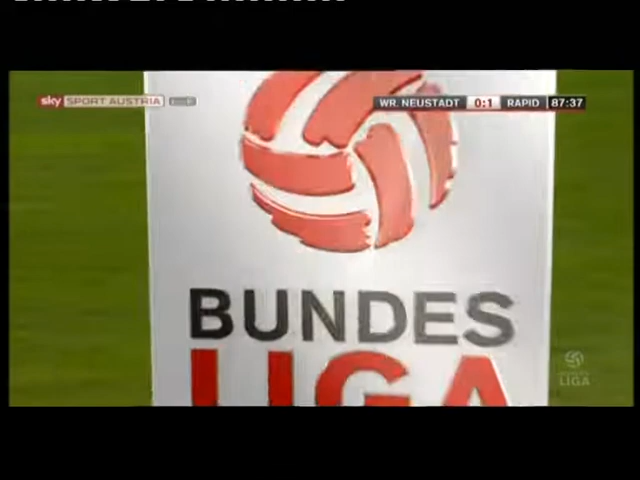 sky SPORT AUSTRIA
WR. NEUSTADT 0:1 RAPID 87:37
BUNDES
LIGA
LIGA